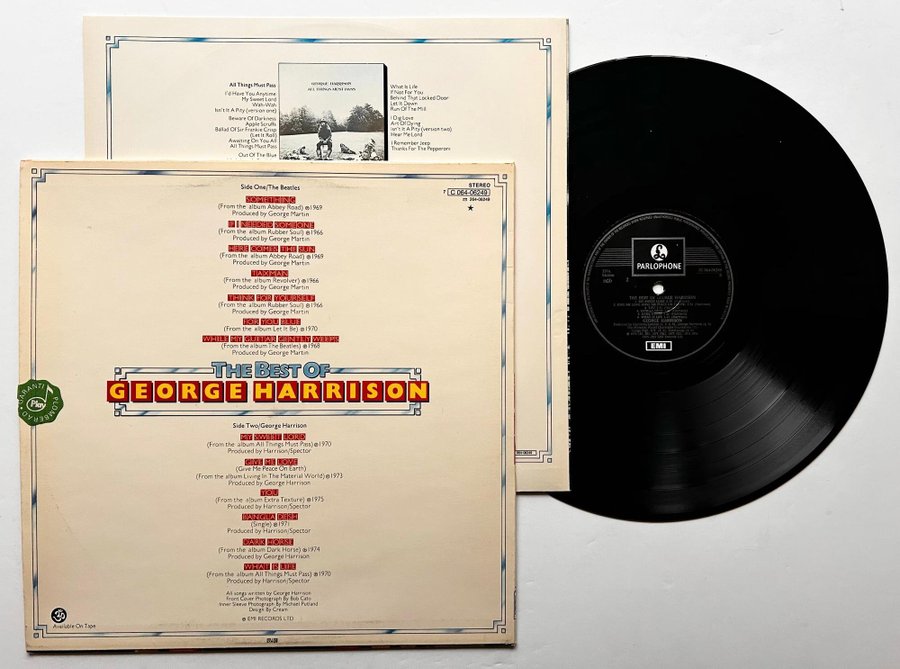 All Things Must Pass
I'd Have You Anytime
My Sweet Lord
Wah-Wah
Isn't It A Pity (version one)
Beware Of Darkness
Apple Scruffs
Ballad Of Sir Frankie Crisp
(Let It Roll)
Awaiting On You All
All Things Must Pass
Out Of The Blue
GEORGE HARRISON
ALL THINGS MUST PASS
What Is Life
If Not For You
Behind That Locked Door
Let It Down
Run Of The Mill
I Dig Love
Art Of Dying
Isn't It A Pity (version two)
Hear Me Lord
I Remember Jeep
Thanks For The Pepperoni
Side One/The Beatles
STEREO
7 C 064-06249
064-06249
SOMETHING
(From the album Abbey Road) ℗1969
Produced by George Martin
IF I NEEDED SOMEONE
(From the album Rubber Soul) ℗1966
Produced by George Martin
HERE COMES THE SUN
(From the album Abbey Road) ℗1969
Produced by George Martin
TAXMAN
(From the album Revolver) ℗1966
Produced by George Martin
THINK FOR YOURSELF
(From the album Rubber Soul) ℗1966
Produced by George Martin
FOR YOU BLUE
(From the album Let It Be) ℗1970
WHILE MY GUITAR GENTLY WEEPS
(From the album The Beatles) ℗1968
Produced by George Martin
THE BEST OF
GEORGE HARRISON
GARANTI
Play
PLOMBERAD
Side Two/George Harrison
MY SWEET LORD
(From the album All Things Must Pass) ℗1970
Produced by Harrison/Spector
GIVE ME LOVE
(Give Me Peace On Earth)
(From the album Living In The Material World) ℗1973
Produced by George Harrison
YOU
(From the album Extra Texture) ℗1975
Produced by Harrison/Spector
BANGLA DESH
(Single) ℗1971
Produced by Harrison/Spector
DARK HORSE
(From the album Dark Horse) ℗1974
Produced by George Harrison
WHAT IS LIFE
(From the album All Things Must Pass) ℗1970
Produced by Harrison/Spector
All songs written by George Harrison
Front Cover Photograph By Bob Cato
Inner Sleeve Photograph By Michael Putland
Design By Cream
℗ EMI RECORDS LTD
Available On Tape
PARLOPHONE
THE BEST OF GEORGE HARRISON
GEORGE HARRISON
EMI